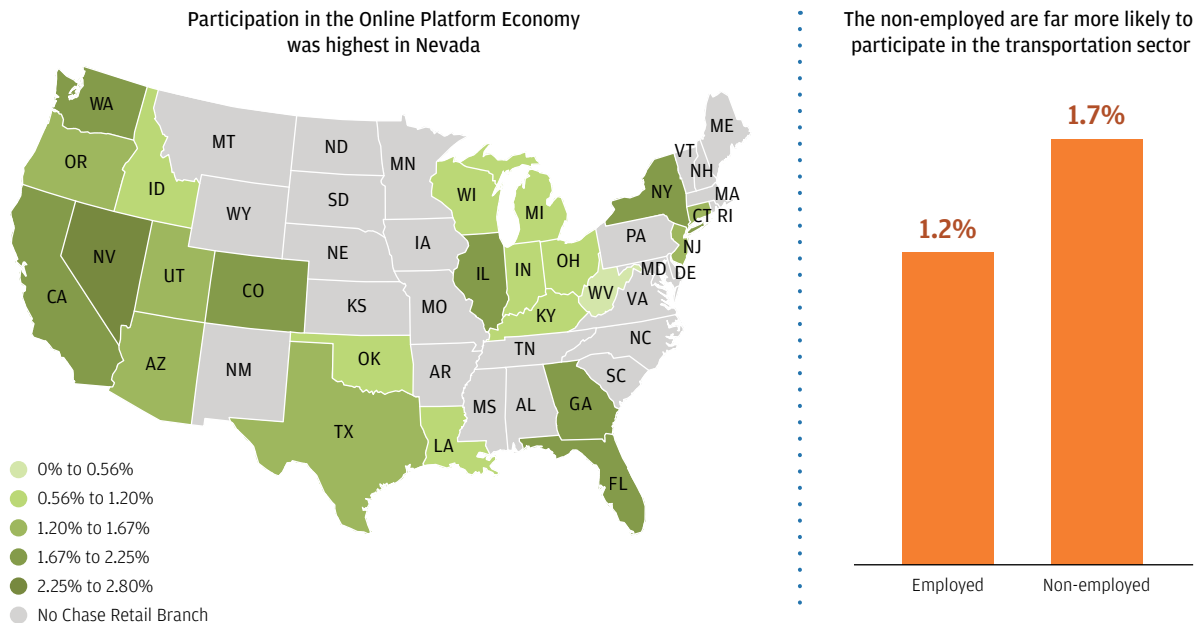 Participation in the Online Platform Economy
was highest in Nevada
WA
OR
ID
MT
ND
MN
SD
WY
NE
IA
WI
MI
NY
VT
NH
ME
MA
CT RI
PA
NJ
MD
DE
CA
NV
UT
CO
KS
MO
IL
IN
OH
WV
VA
KY
AZ
NM
OK
AR
TN
NC
SC
TX
LA
MS
AL
GA
FL
0% to 0.56%
0.56% to 1.20%
1.20% to 1.67%
1.67% to 2.25%
2.25% to 2.80%
No Chase Retail Branch
The non-employed are far more likely to
participate in the transportation sector
1.2%
1.7%
Employed
Non-employed